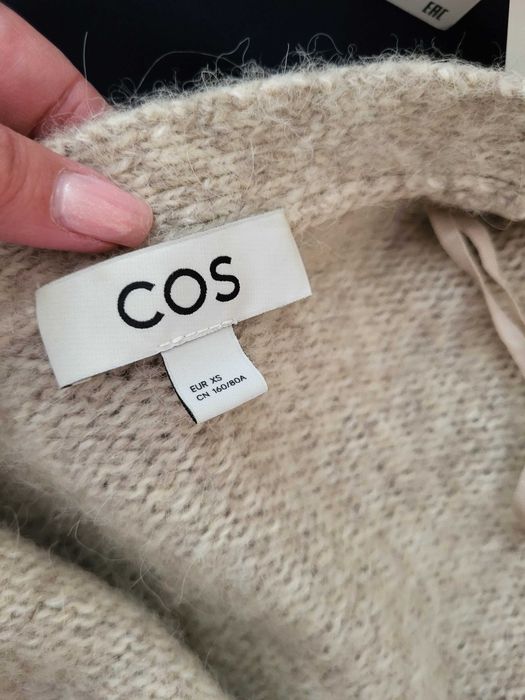 EAC
COS
EUR XS
CN 160/80A